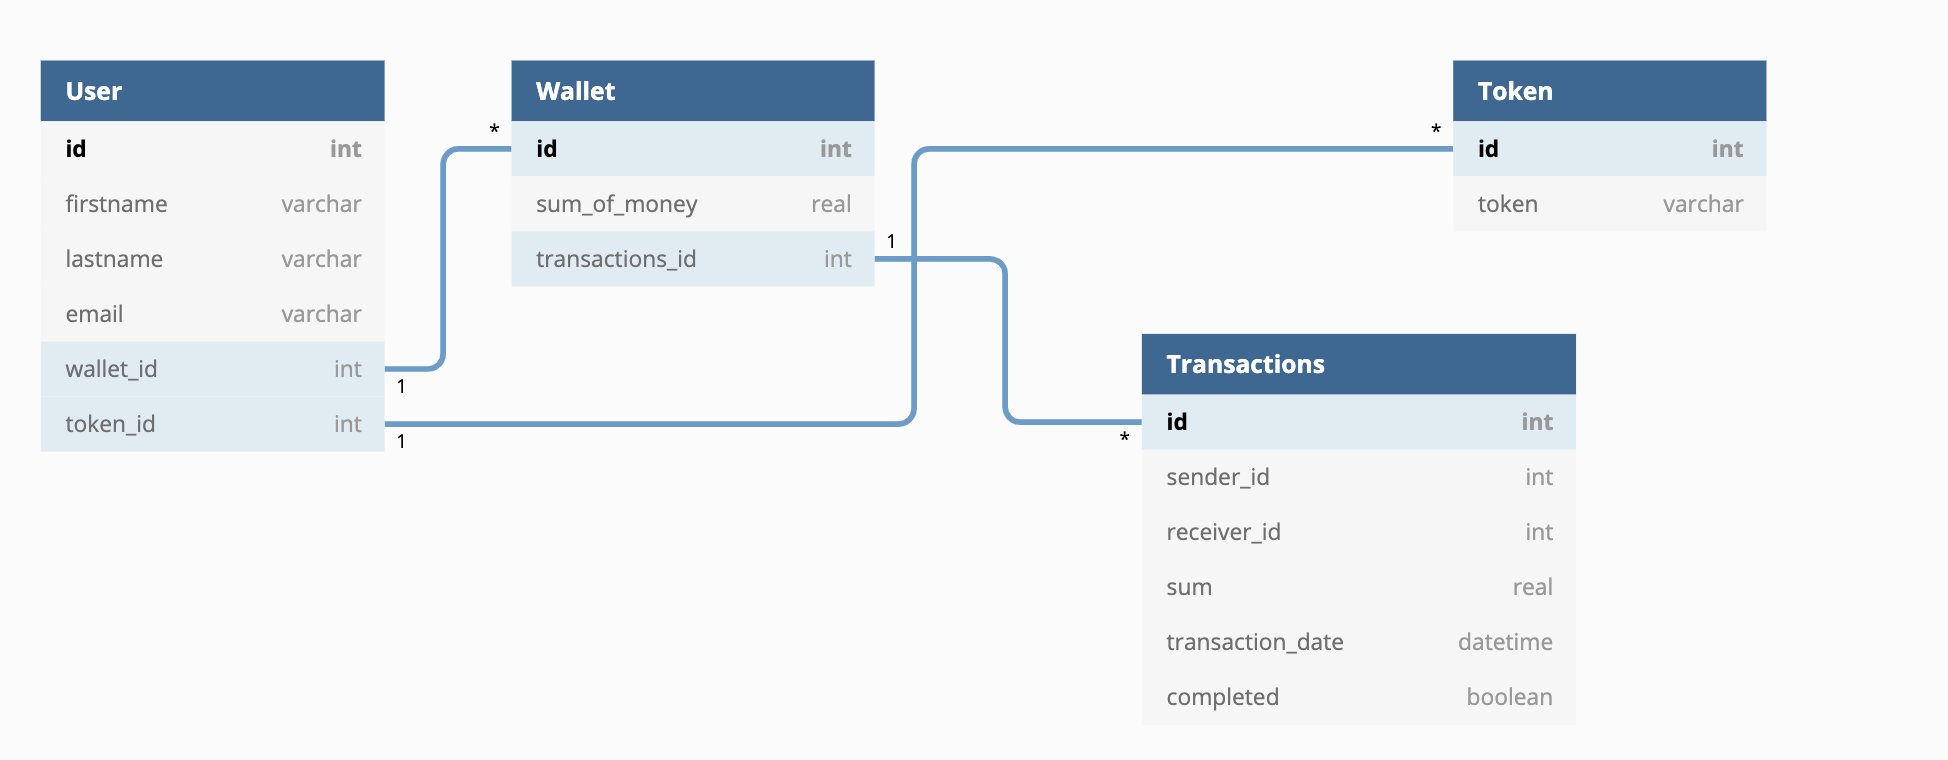 User
id int
firstname varchar
lastname varchar
email varchar
wallet_id int
1
token_id int
1
*
Wallet
id int
sum_of_money real
1
transactions_id int
*
Token
id int
token varchar
Transactions
id int
*
sender_id int
receiver_id int
sum real
transaction_date datetime
completed boolean